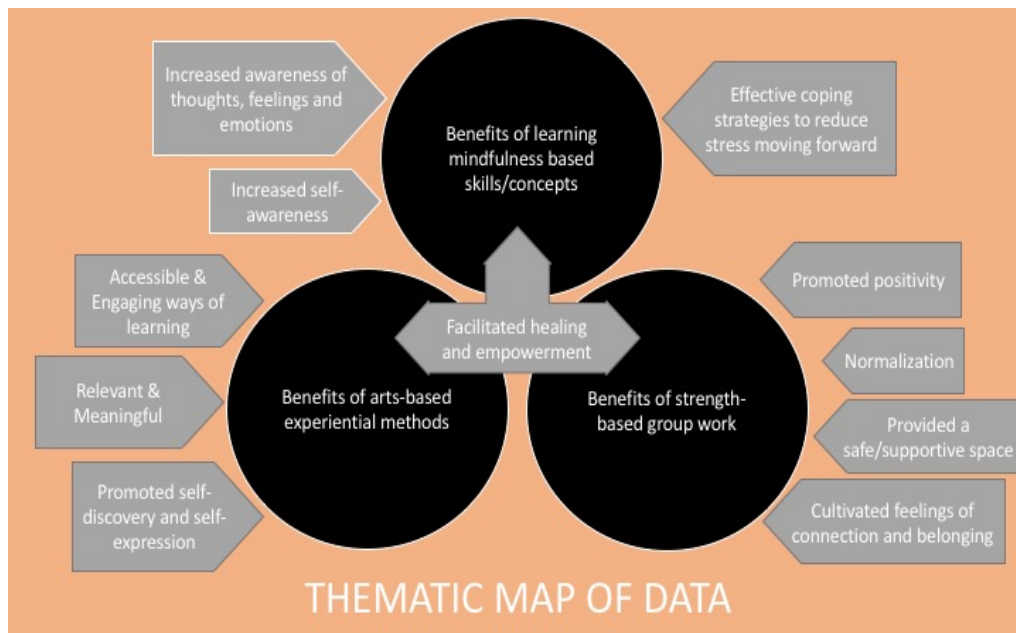 Increased awareness of
thoughts, feelings and
emotions
Benefits of learning
mindfulness based
skills/concepts
Effective coping
strategies to reduce
stress moving forward
Increased self-
awareness
Accessible &
Engaging ways of
learning
Promoted positivity
Facilitated healing
and empowerment
Normalization
Relevant &
Meaningful
Benefits of arts-based
experiential methods
Benefits of strength-
based group work
Provided a
safe/supportive space
Promoted self-
discovery and self-
expression
Cultivated feelings of
connection and belonging
THEMATIC MAP OF DATA